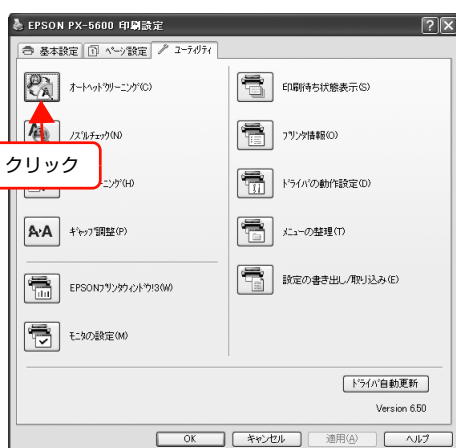 EPSON PX-5600 印刷設定
基本設定
ページ設定
ユーティリティ
オートヘッドクリーニング(C)
ノズルチェック(N)
ーニング(H)
ギャップ調整(P)
EPSONプリンタウィンドウ!3(W)
モニタの設定(M)
クリック
印刷待ち状態表示(S)
プリンタ情報(O)
ドライバの動作設定(D)
メニューの整理(T)
設定の書き出し/取り込み(E)
ドライバ自動更新
Version 6.50
OK
キャンセル
適用(A)
ヘルプ